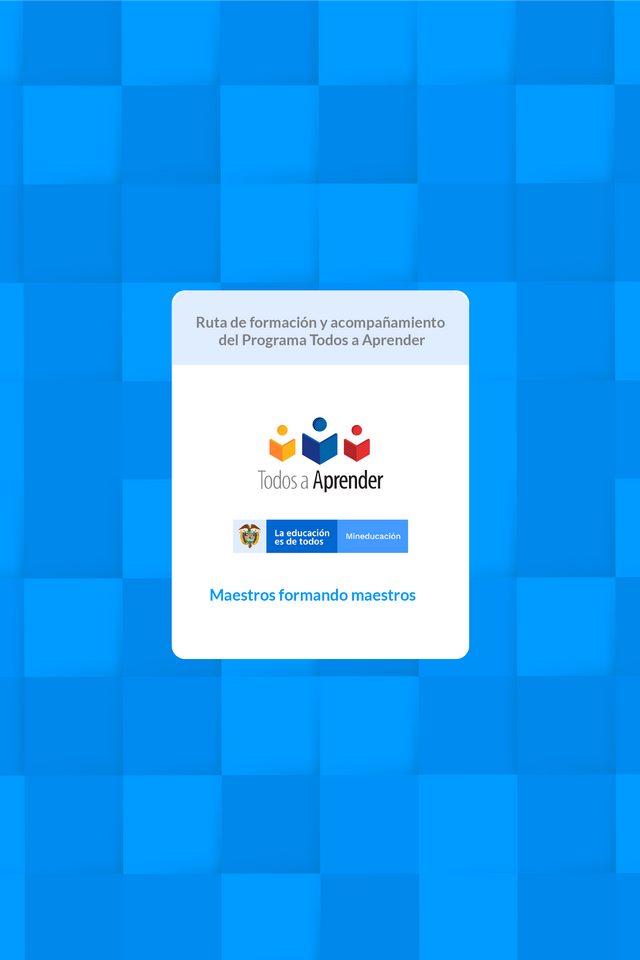 Ruta de formación y acompañamiento
del Programa Todos a Aprender
Todos a Aprender
La educación
es de todos
Mineducación
Maestros formando maestros